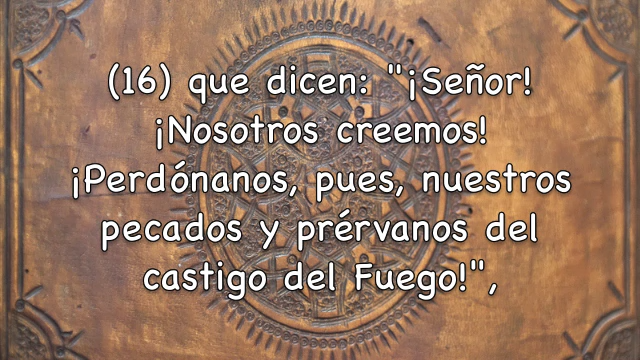 (16) que dicen: "¡Señor!
¡Nosotros creemos!
¡Perdónanos, pues, nuestros
pecados y prérvanos del
castigo del Fuego!",